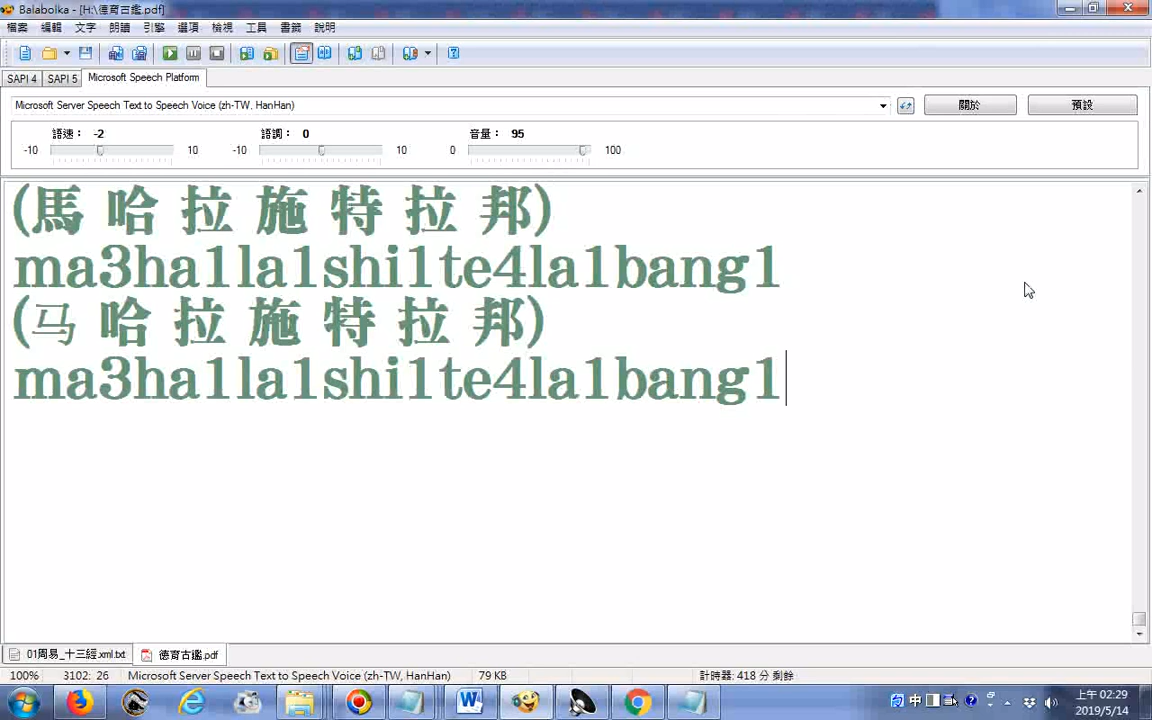 Balabolka - [H:\德育古鑑.pdf]
檔案 編輯 文字 朗讀 引擎 選項 檢視 工具 書籤 說明
SAPI 4 SAPI 5 Microsoft Speech Platform
Microsoft Server Speech Text to Speech Voice (zh-TW, HanHan) 關於 預設
語速： -2 語調： 0 音量： 95
-10 10 -10 10 0 100
(馬 哈 拉 施 特 拉 邦)
ma3ha1la1shi1te4la1bang1
(马 哈 拉 施 特 拉 邦)
ma3ha1la1shi1te4la1bang1
01周易_十三經.xml.txt 德育古鑑.pdf
100% 3102: 26 Microsoft Server Speech Text to Speech Voice (zh-TW, HanHan) 79 KB 計時器: 418 分 剩餘
中 上午 02:29
2019/5/14